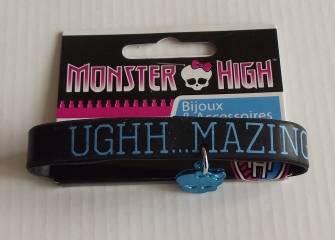 MONSTER HIGH
Bijoux
& Accessoires
UGHH...MAZING